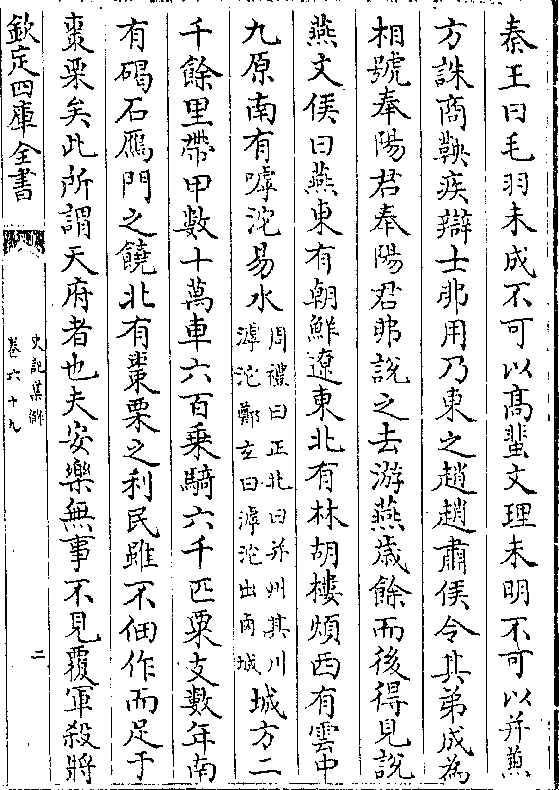 秦王曰毛羽未成不可以髙蜚文理未明不可以并兼
方誅商鞅疾辯士弗用乃東之趙趙肅侯令其弟成為
相號奉陽君奉陽君弗說之去游燕歲餘而後得見說
燕文侯曰燕東有朝鮮遼東北有林胡樓煩西有雲中
九原南有嘑沱易水周禮曰正北曰并州其川滹沱鄭玄曰滹沱出鹵城城方二
千餘里帶甲數十萬車六百乗騎六千匹粟支數年南
有碣石鴈門之饒北有棗栗之利民雖不佃作而足于
棗栗矣此所謂天府者也夫安樂無事不見覆軍殺將
欽定四庫全書
史記集解
卷六十九
二